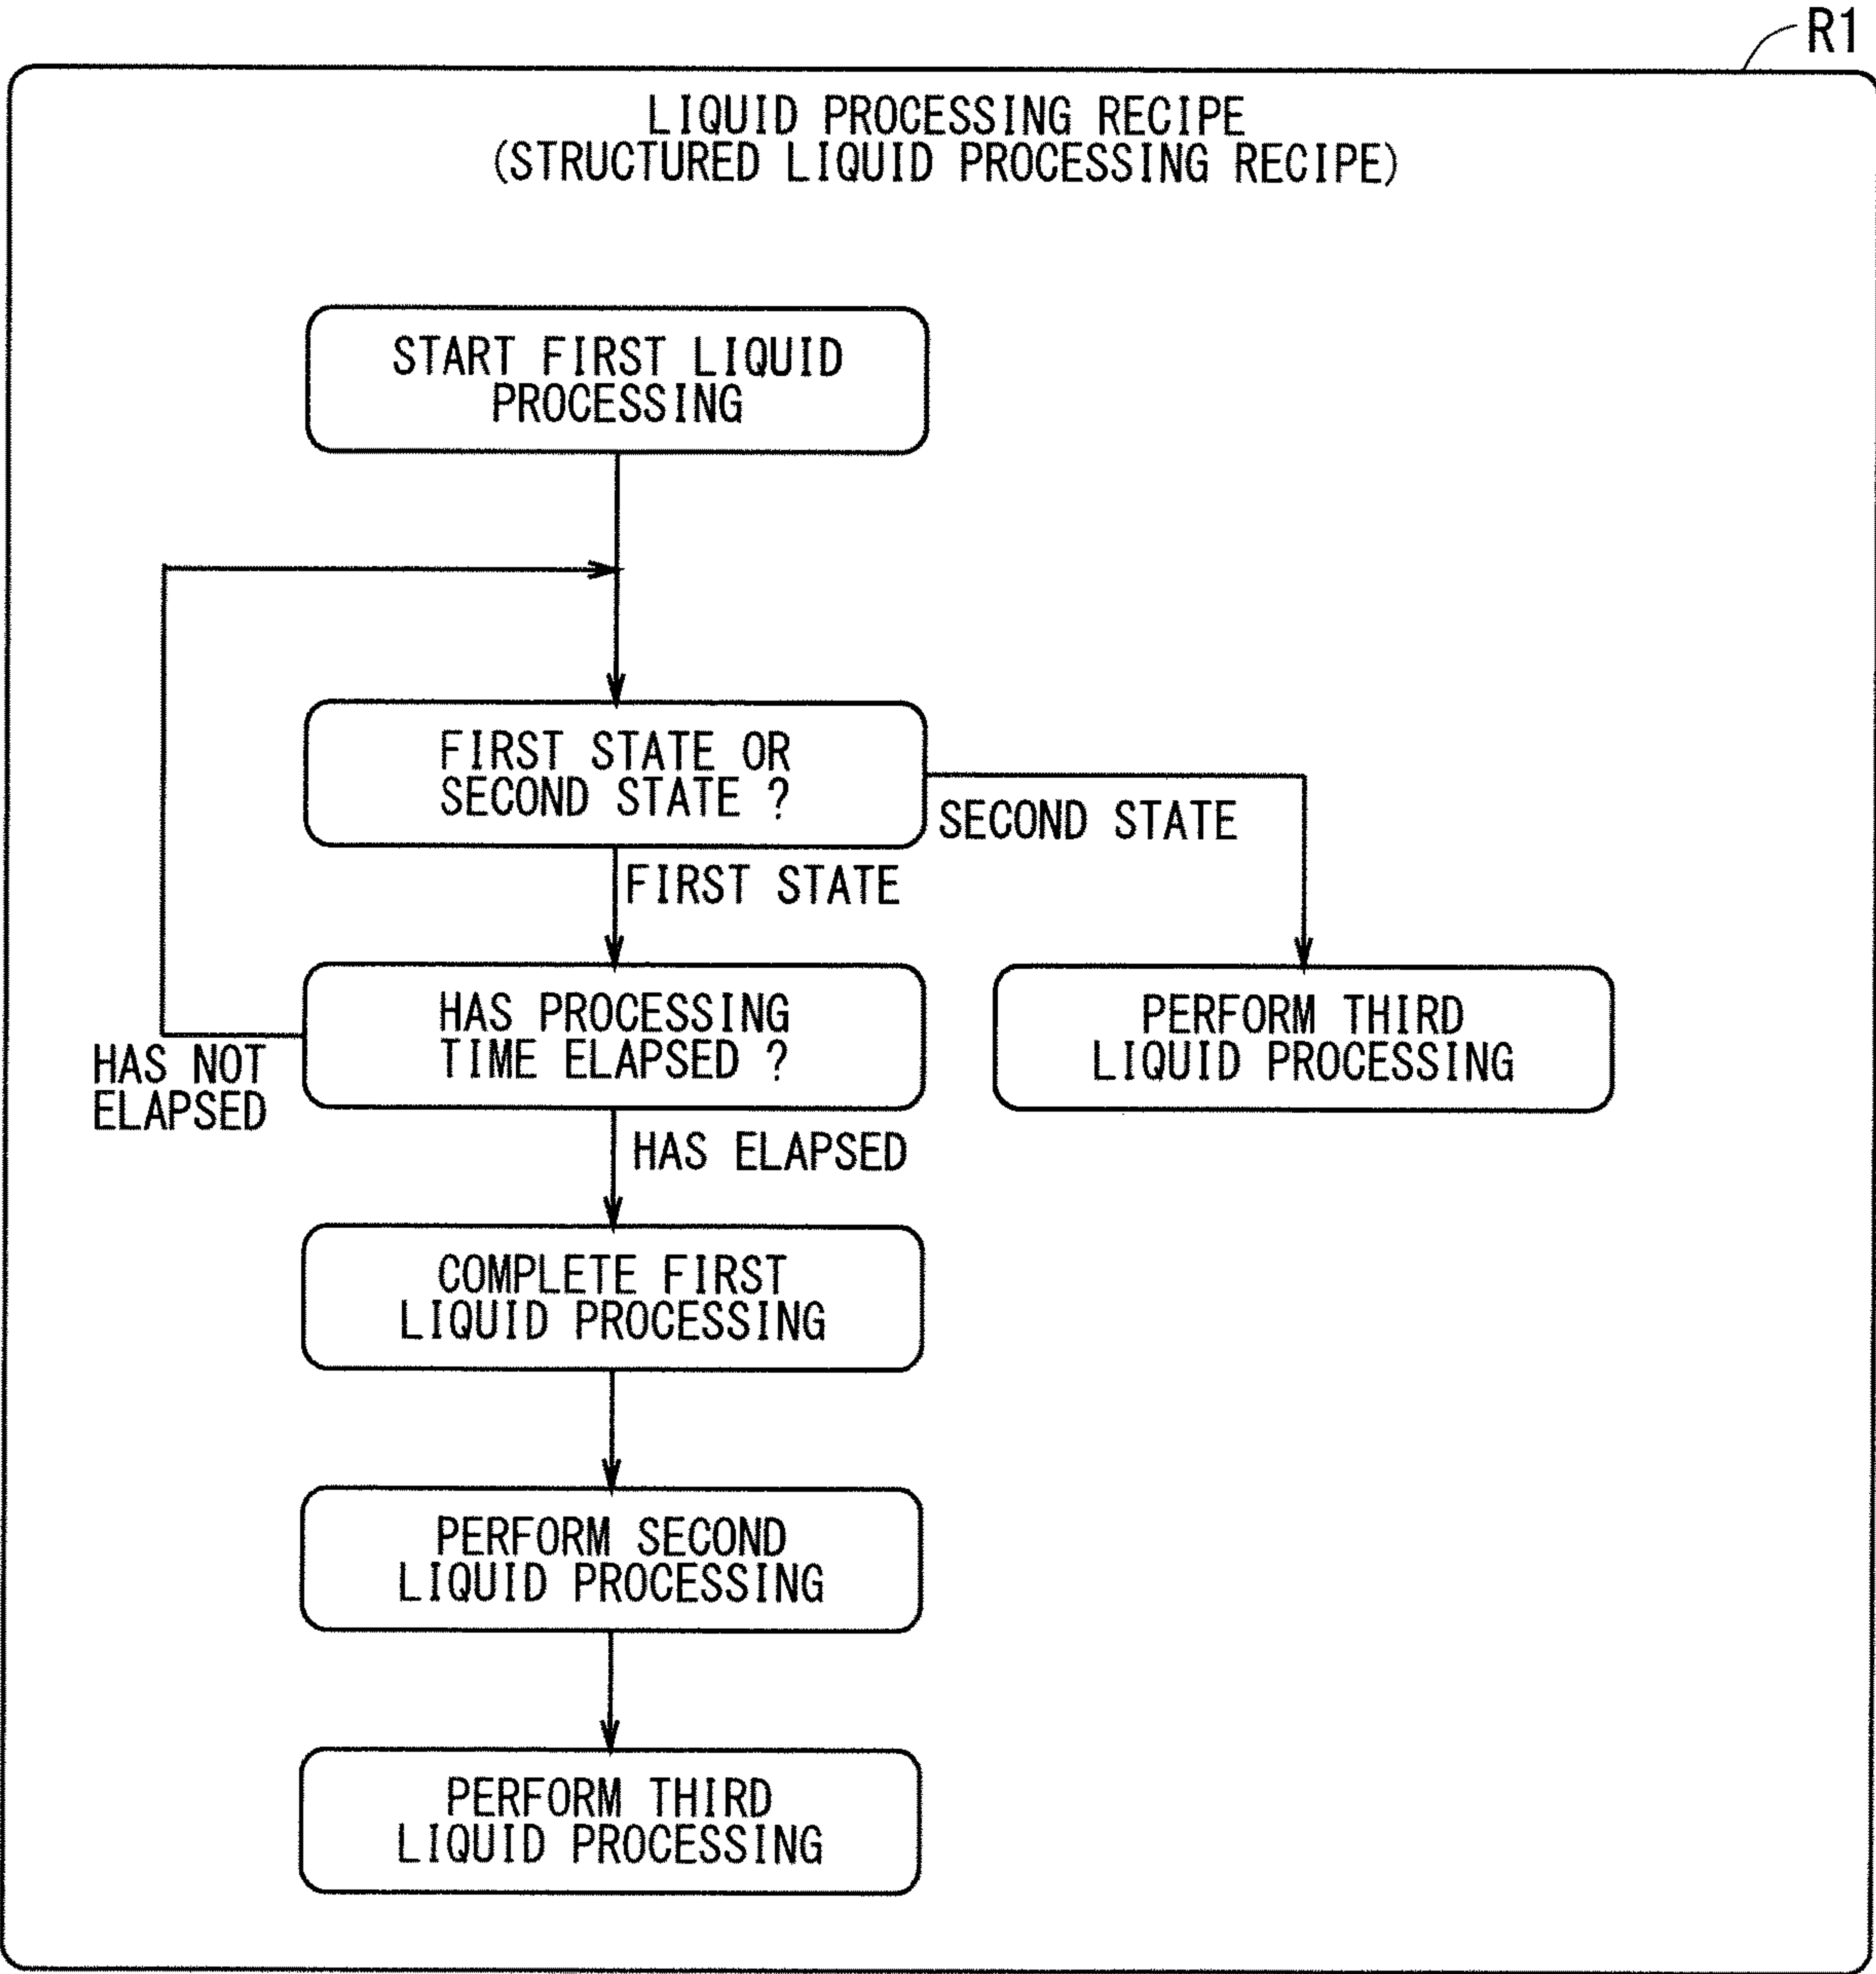 R1
LIQUID PROCESSING RECIPE
(STRUCTURED LIQUID PROCESSING RECIPE)
START FIRST LIQUID
PROCESSING
FIRST STATE OR
SECOND STATE ?
SECOND STATE
FIRST STATE
HAS PROCESSING
TIME ELAPSED ?
PERFORM THIRD
LIQUID PROCESSING
HAS NOT
ELAPSED
HAS ELAPSED
COMPLETE FIRST
LIQUID PROCESSING
PERFORM SECOND
LIQUID PROCESSING
PERFORM THIRD
LIQUID PROCESSING